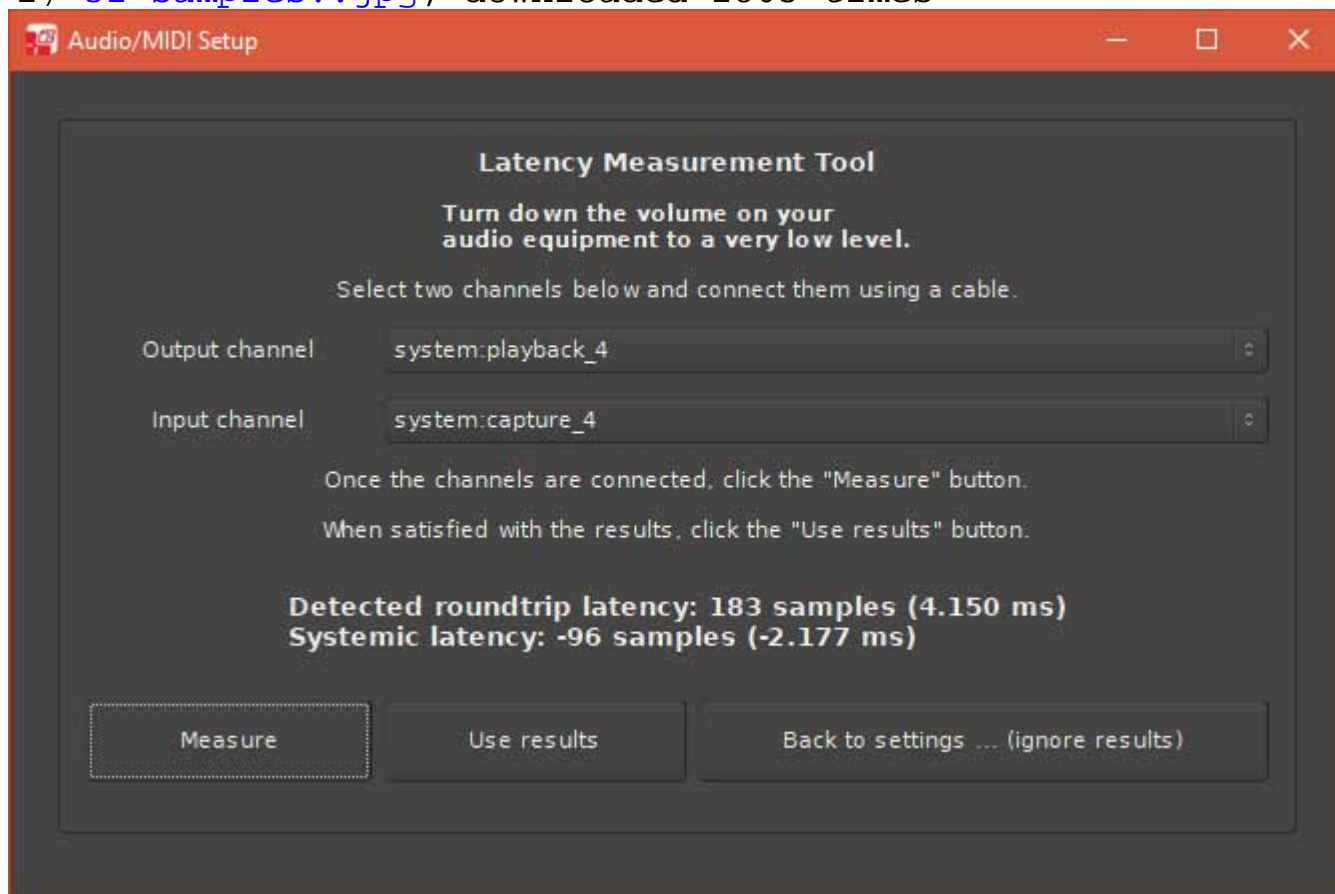 Audio/MIDI Setup
Latency Measurement Tool
Turn down the volume on your
audio equipment to a very low level.
Select two channels below and connect them using a cable.
Output channel system:playback_4
Input channel system:capture_4
Once the channels are connected, click the "Measure" button.
When satisfied with the results, click the "Use results" button.
Detected roundtrip latency: 183 samples (4.150 ms)
Systemic latency: -96 samples (-2.177 ms)
Measure Use results Back to settings ... (ignore results)